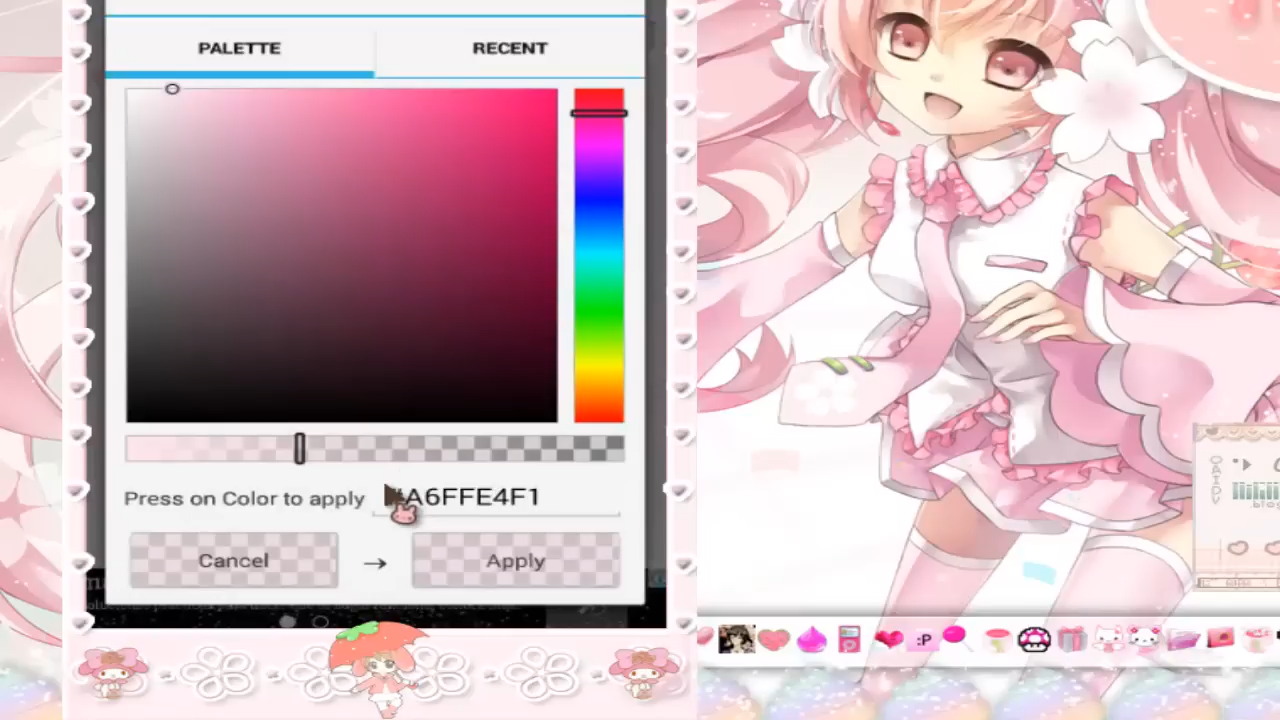 PALETTE
RECENT
Press on Color to apply
#A6FFE4F1
Cancel
→
Apply
:P